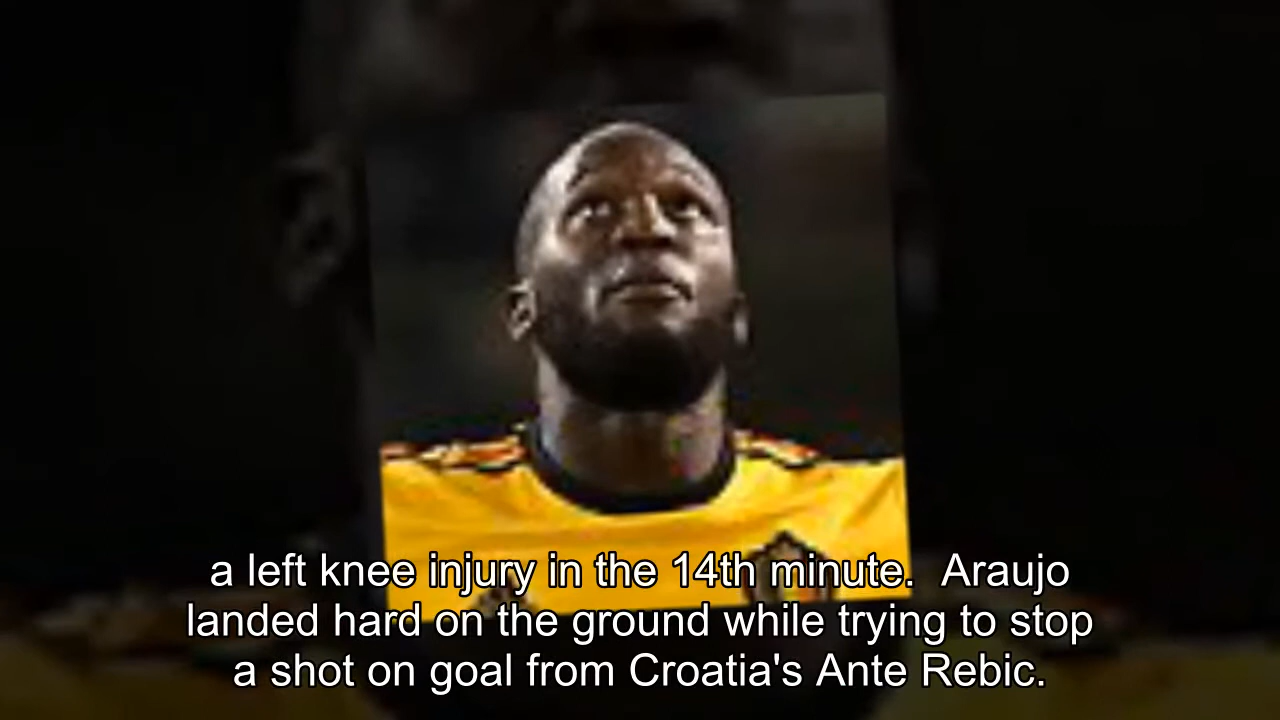 a left knee injury in the 14th minute.  Araujo
landed hard on the ground while trying to stop
a shot on goal from Croatia's Ante Rebic.